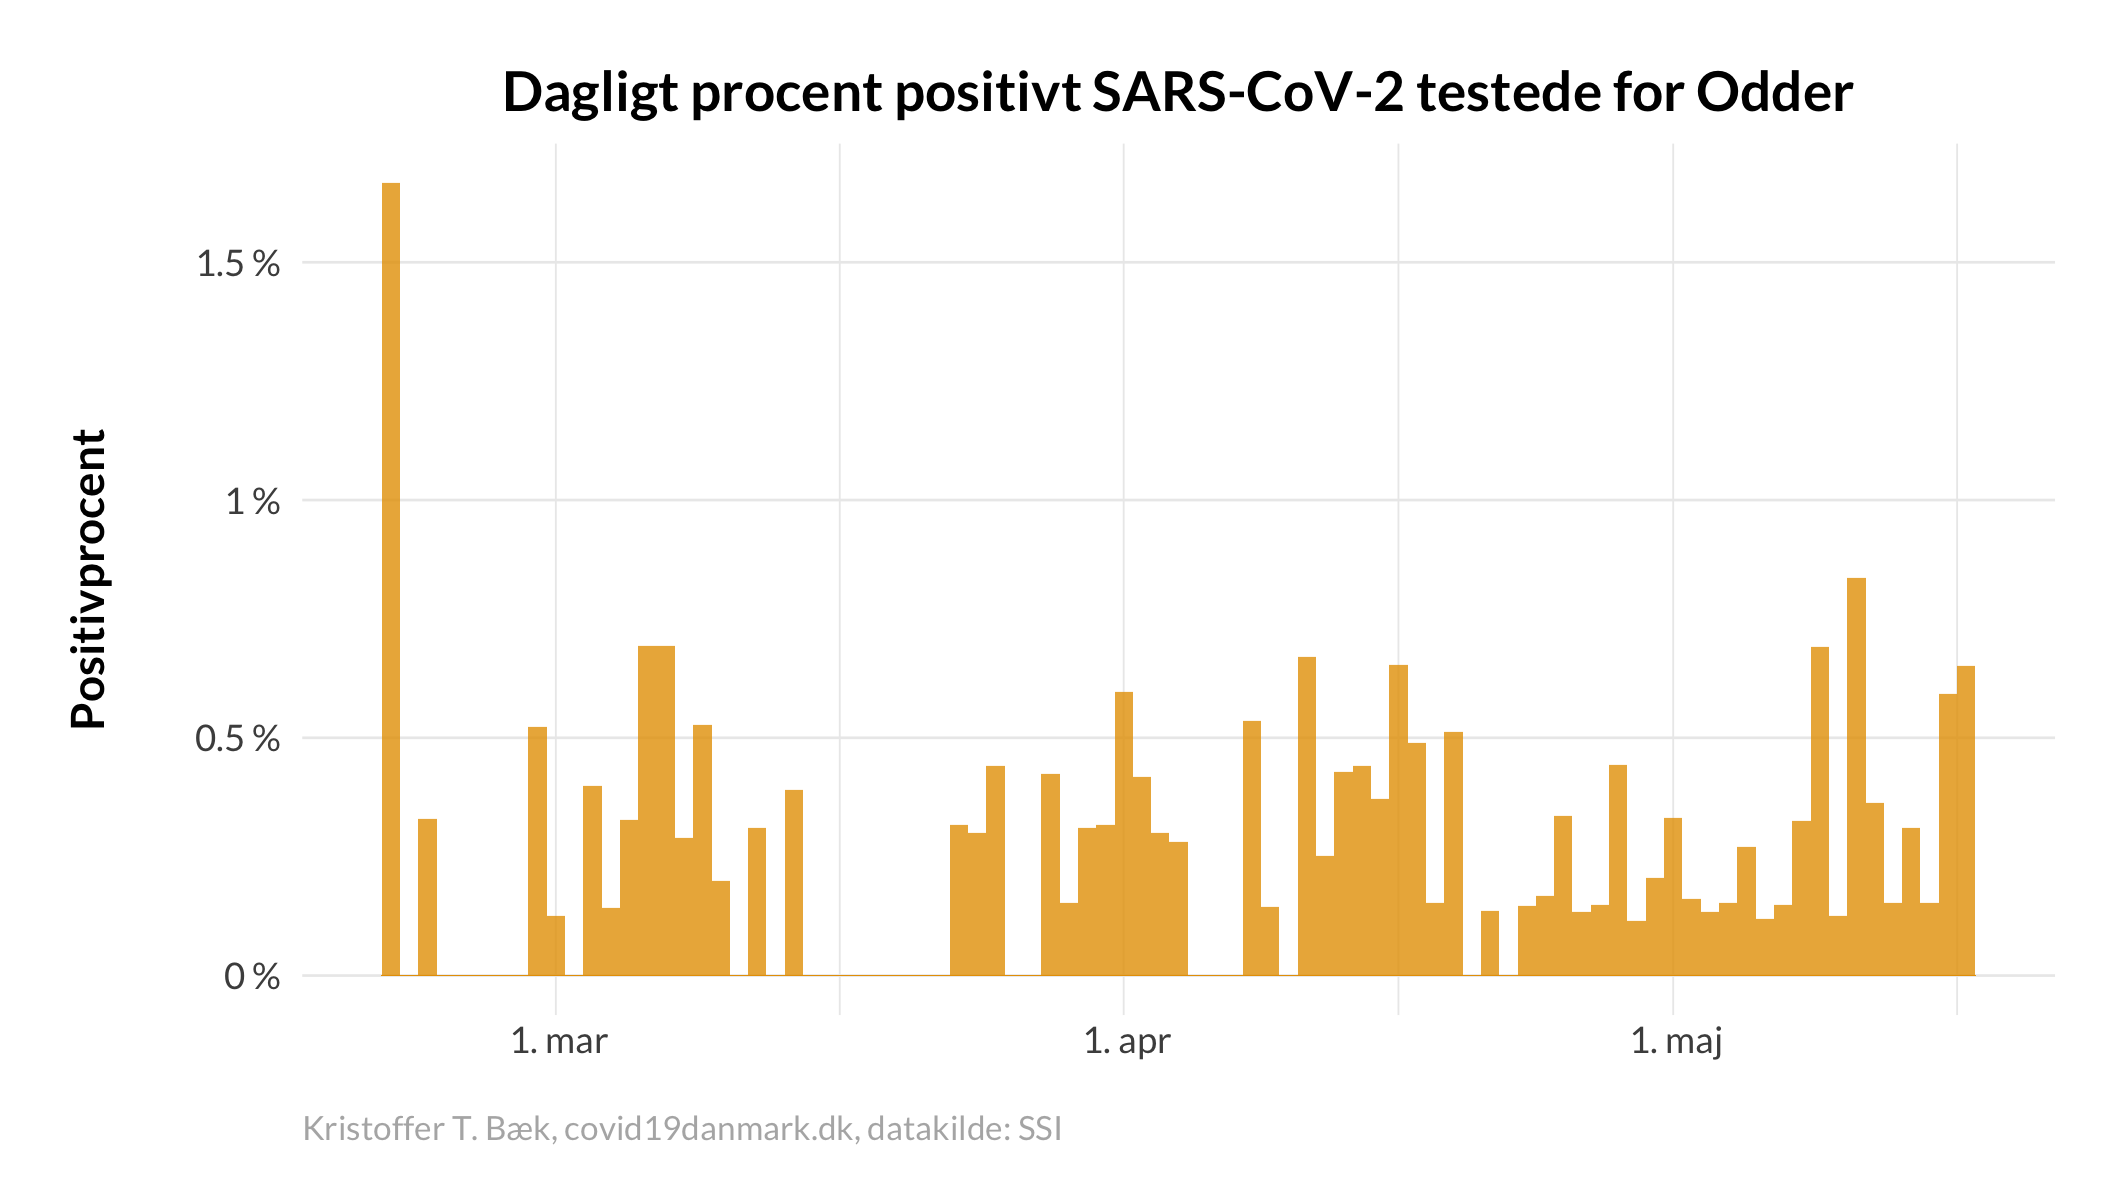 Dagligt procent positivt SARS-CoV-2 testede for Odder
Positivprocent
1.5 %
1 %
0.5 %
0 %
1. mar
1. apr
1. maj
Kristoffer T. Bæk, covid19danmark.dk, datakilde: SSI